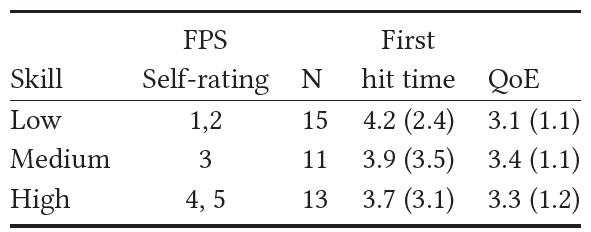 FPS First
Skill Self-rating N hit time QoE
Low 1,2 15 4.2 (2.4) 3.1 (1.1)
Medium 3 11 3.9 (3.5) 3.4 (1.1)
High 4, 5 13 3.7 (3.1) 3.3 (1.2)